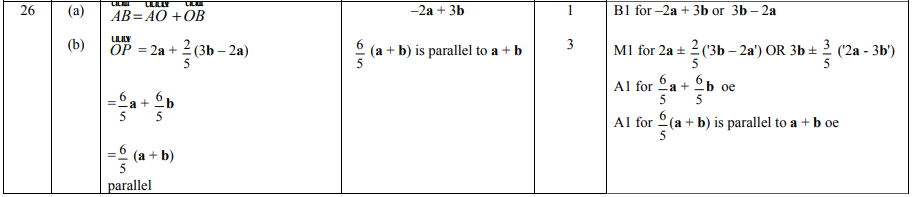 26 (a) AB = AO + OB −2a + 3b 1 B1 for −2a + 3b or 3b – 2a
(b) OP = 2a + 2/5 (3b – 2a) 6/5 (a + b) is parallel to a + b 3 M1 for 2a ± 2/5 ('3b – 2a') OR 3b ± 3/5 ('2a - 3b')
= 6/5 a + 6/5 b A1 for 6/5 a + 6/5 b oe
A1 for 6/5 (a + b) is parallel to a + b oe
= 6/5 (a + b)
parallel